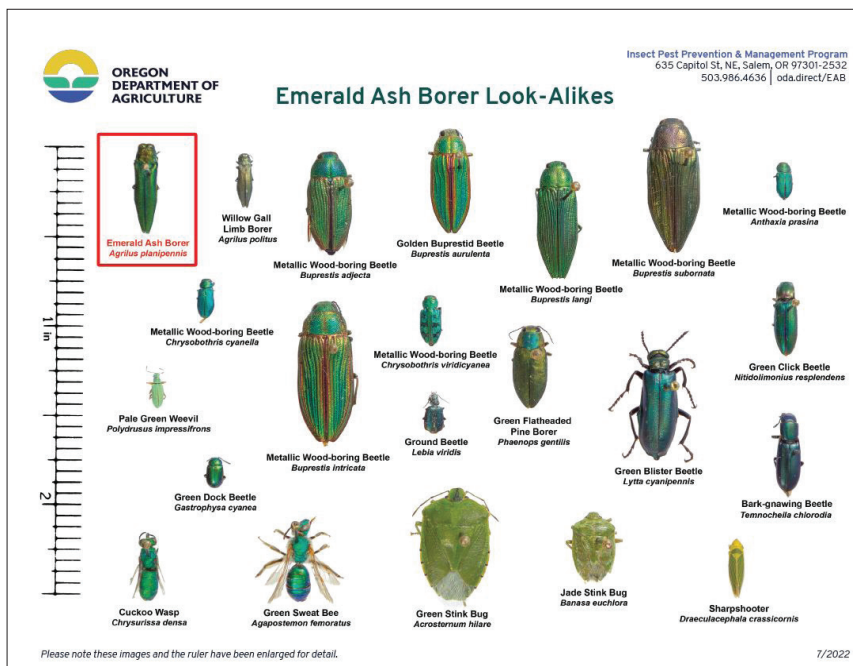 OREGON
DEPARTMENT OF
AGRICULTURE
Insect Pest Prevention & Management Program
635 Capitol St, NE, Salem, OR 97301-2532
503.986.4636 | oda.direct/EAB
Emerald Ash Borer Look-Alikes
Emerald Ash Borer
Agrilus planipennis
Willow Gall
Limb Borer
Agrilus politus
Metallic Wood-boring Beetle
Buprestis adjecta
Golden Buprestid Beetle
Buprestis aurulenta
Metallic Wood-boring Beetle
Buprestis langi
Metallic Wood-boring Beetle
Buprestis subornata
Metallic Wood-boring Beetle
Anthaxia prasina
1 in
Metallic Wood-boring Beetle
Chrysobothris cyanella
Metallic Wood-boring Beetle
Chrysobothris viridicyanea
Green Click Beetle
Nitidolimonius resplendens
Pale Green Weevil
Polydrusus impressifrons
Metallic Wood-boring Beetle
Buprestis intricata
Ground Beetle
Lebia viridis
Green Flatheaded
Pine Borer
Phaenops gentilis
Green Blister Beetle
Lytta cyanipennis
Bark-gnawing Beetle
Temnocheila chlorodia
2
Green Dock Beetle
Gastrophysa cyanea
Cuckoo Wasp
Chrysurissa densa
Green Sweat Bee
Agapostemon femoratus
Green Stink Bug
Acrosternum hilare
Jade Stink Bug
Banasa euchlora
Sharpshooter
Draeculacephala crassicornis
Please note these images and the ruler have been enlarged for detail.
7/2022